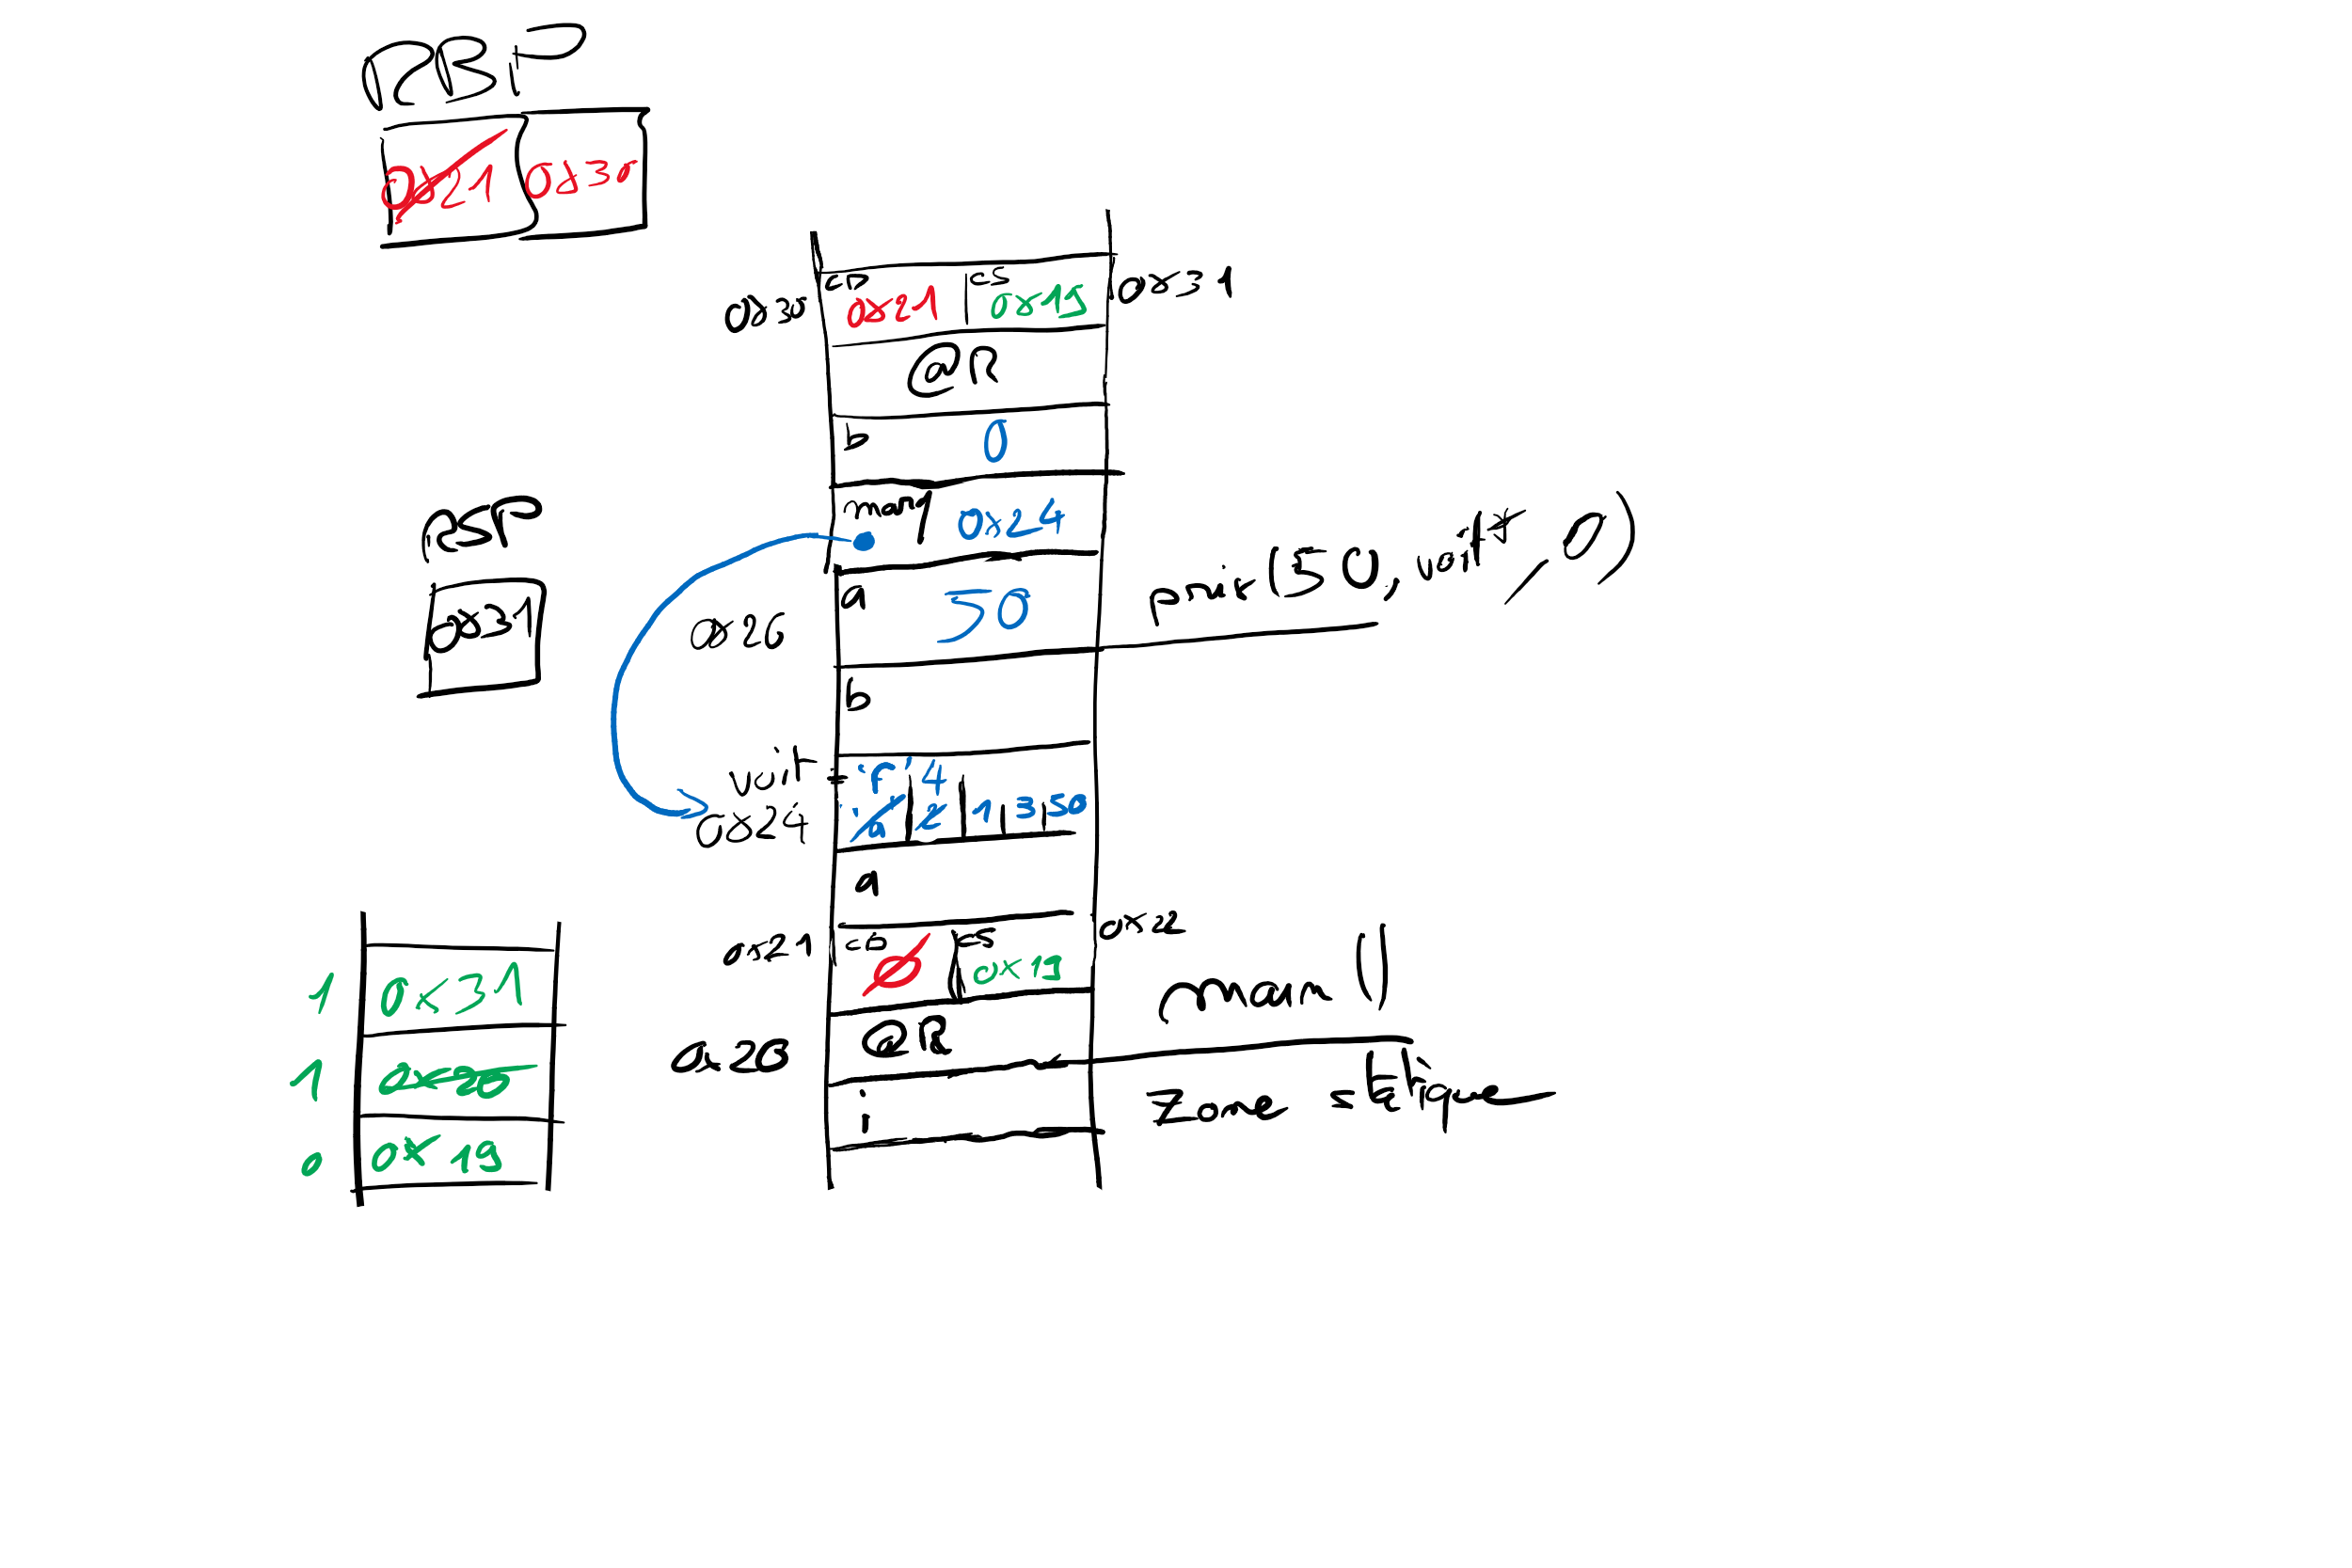 RBP
0x21 0x30
0x30 CD 0x21 CS 0x15 0x31
@R
b 0
marq 0x24
RSP
0x31
0x26 a 50 prix(50, voit*, 0)
b
voit = 'f' 4
0x24 'a' 2 1 3 50
a
0x21 CD 0 CS 0x19 0x22
1 0x31
main()
0x20 @R
1 0x20
i Zone statique
0 0x19